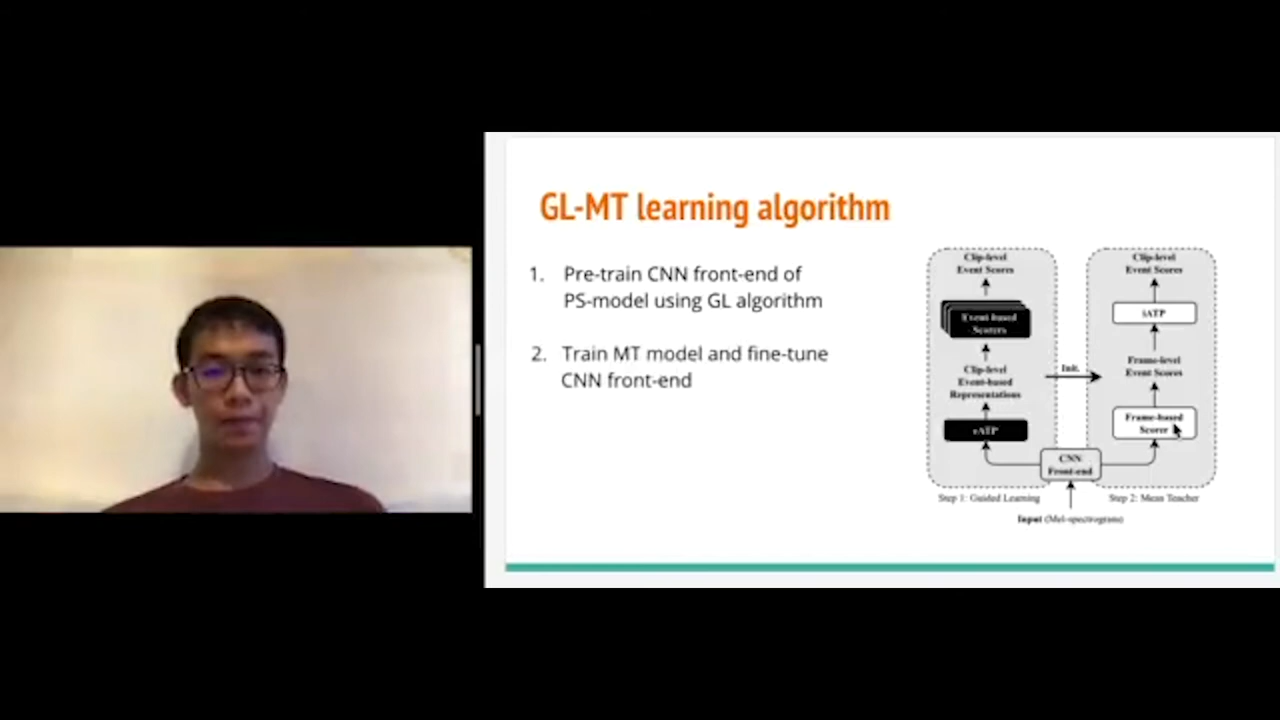 GL-MT learning algorithm
1. Pre-train CNN front-end of
PS-model using GL algorithm
2. Train MT model and fine-tune
CNN front-end
Clip-level
Event Scores
Event-based
Scorers
Clip-level
Event-based
Representations
eATP
Step 1: Guided Learning
Init.
CNN
Front-end
Input (Mel-spectrograms)
Clip-level
Event Scores
iATP
Frame-level
Event Scores
Frame-based
Scorer
Step 2: Mean Teacher